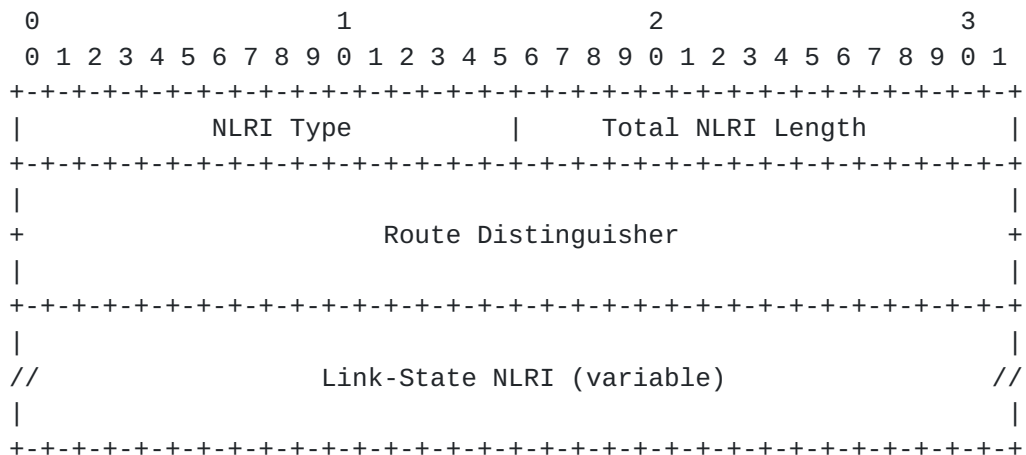 0                   1                   2                   3
 0 1 2 3 4 5 6 7 8 9 0 1 2 3 4 5 6 7 8 9 0 1 2 3 4 5 6 7 8 9 0 1
+-+-+-+-+-+-+-+-+-+-+-+-+-+-+-+-+-+-+-+-+-+-+-+-+-+-+-+-+-+-+-+-+
|            NLRI Type          |     Total NLRI Length         |
+-+-+-+-+-+-+-+-+-+-+-+-+-+-+-+-+-+-+-+-+-+-+-+-+-+-+-+-+-+-+-+-+
|                                                               |
+                       Route Distinguisher                     +
|                                                               |
+-+-+-+-+-+-+-+-+-+-+-+-+-+-+-+-+-+-+-+-+-+-+-+-+-+-+-+-+-+-+-+-+
|                                                               |
//                  Link-State NLRI (variable)                 //
|                                                               |
+-+-+-+-+-+-+-+-+-+-+-+-+-+-+-+-+-+-+-+-+-+-+-+-+-+-+-+-+-+-+-+-+